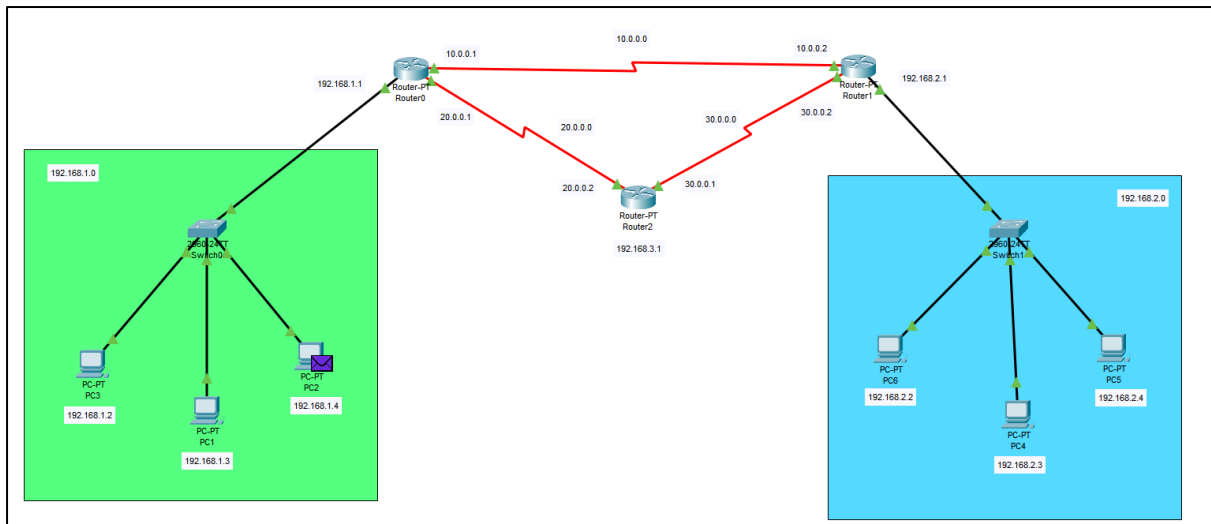 10.0.0.0
10.0.0.1
10.0.0.2
192.168.1.1
Router-PT
Router0
Router-PT
Router1
192.168.2.1
20.0.0.1
20.0.0.0
30.0.0.0
30.0.0.2
192.168.1.0
20.0.0.2
30.0.0.1
Router-PT
Router2
192.168.3.1
192.168.2.0
2960-24TT
Switch0
2960-24TT
Switch1
PC-PT
PC3
192.168.1.2
PC-PT
PC1
192.168.1.3
PC-PT
PC2
192.168.1.4
PC-PT
PC6
192.168.2.2
PC-PT
PC4
192.168.2.3
PC-PT
PC5
192.168.2.4